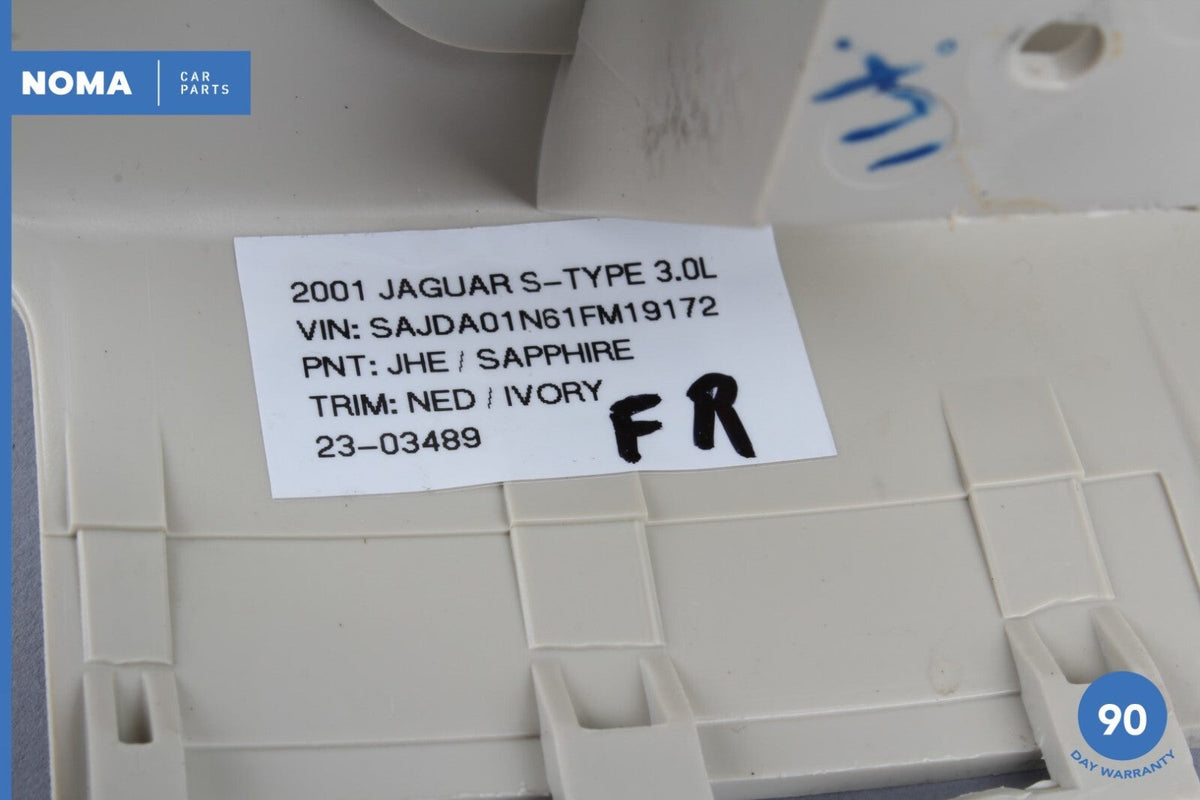 NOMA CAR PARTS
2001 JAGUAR S-TYPE 3.0L
VIN: SAJDA01N61FM19172
PNT: JHE / SAPPHIRE
TRIM: NED / IVORY
23-03489
FR
90
DAY WARRANTY